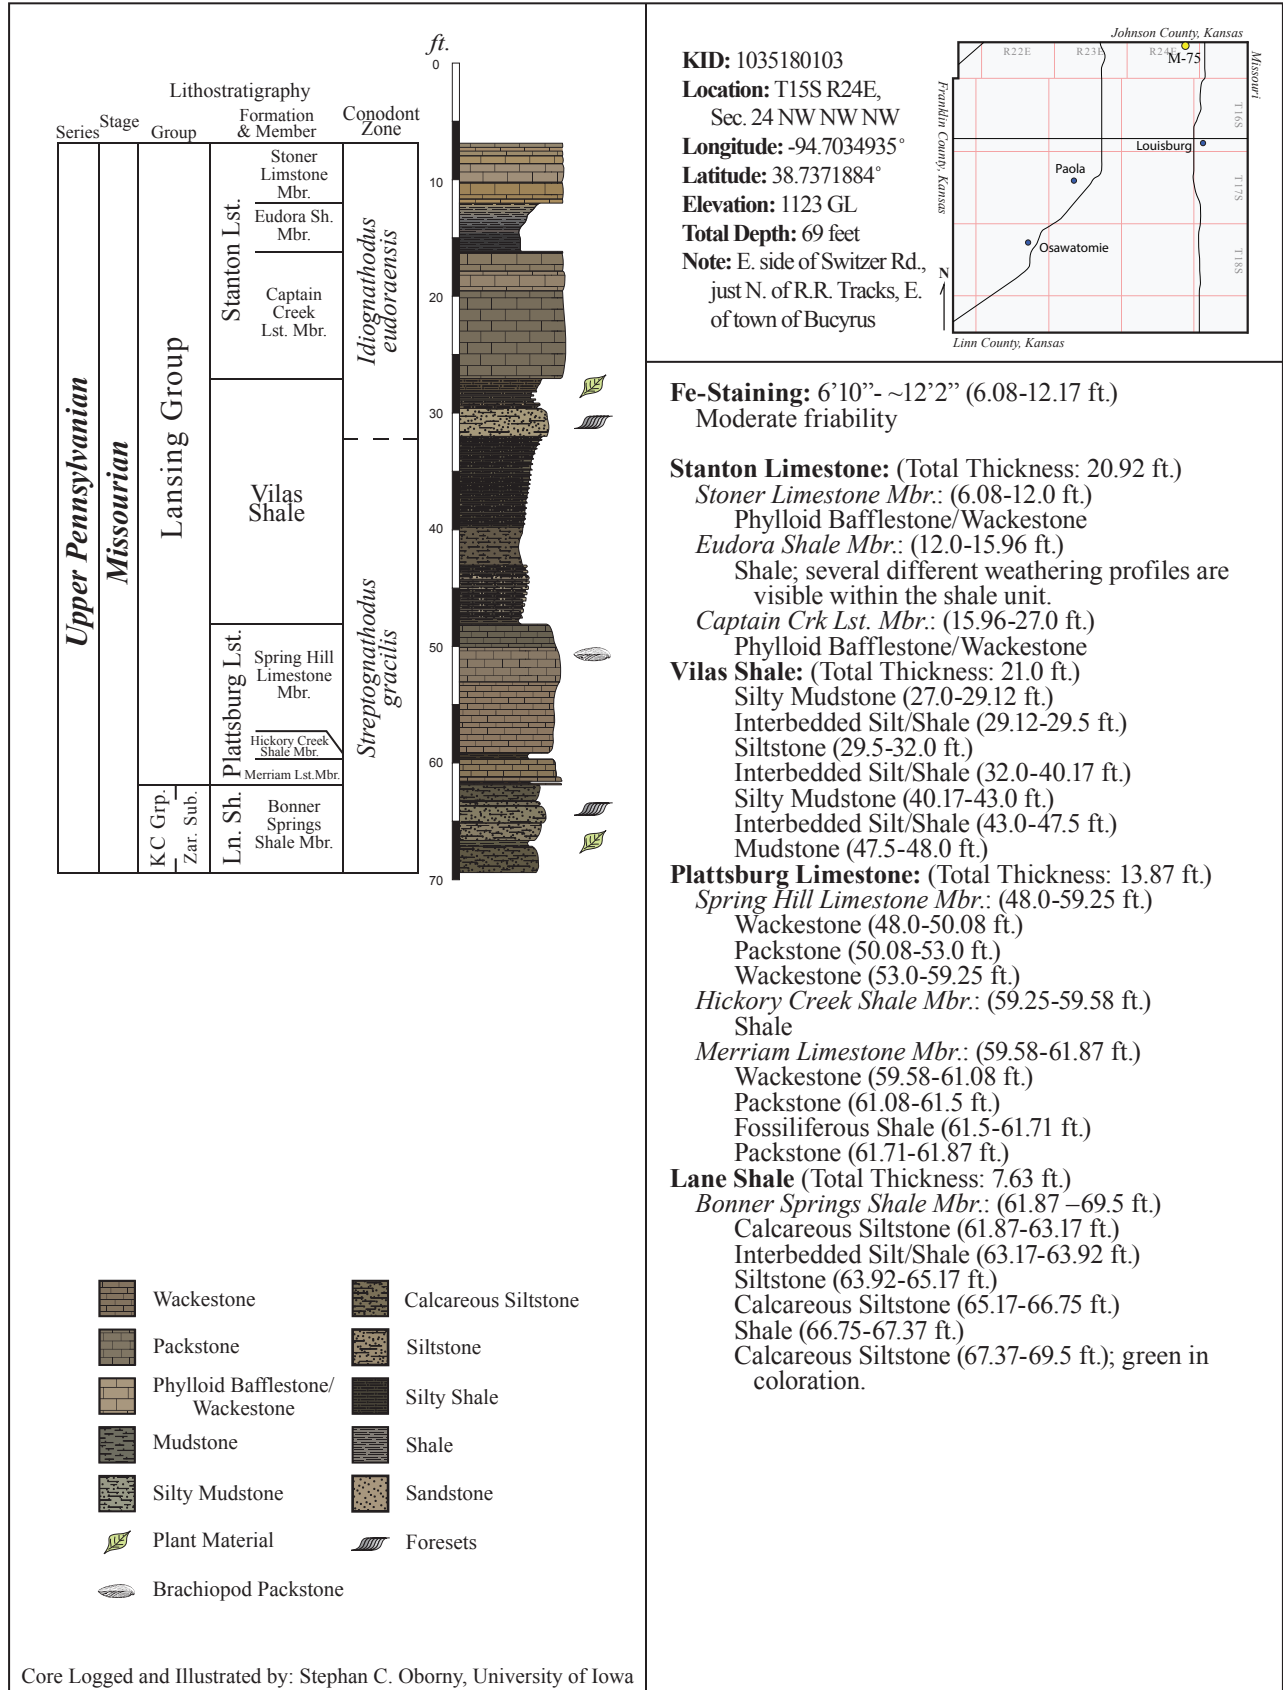 ft.
0
10
20
30
40
50
60
70
Lithostratigraphy
Series
Stage
Group
Formation
& Member
Conodont
Zone
Upper Pennsylvanian
Missourian
Lansing Group
KC Grp.
Zar. Sub.
Stanton Lst.
Stoner
Limstone
Mbr.
Eudora Sh.
Mbr.
Captain
Creek
Lst. Mbr.
Vilas
Shale
Plattsburg Lst.
Spring Hill
Limestone
Mbr.
Hickory Creek
Shale Mbr.
Merriam Lst.Mbr.
Ln. Sh.
Bonner
Springs
Shale Mbr.
Idiognathodus
eudoraensis
Streptognathodus
gracilis
Wackestone
Packstone
Phylloid Bafflestone/
Wackestone
Mudstone
Silty Mudstone
Plant Material
Brachiopod Packstone
Calcareous Siltstone
Siltstone
Silty Shale
Shale
Sandstone
Foresets
Core Logged and Illustrated by: Stephan C. Oborny, University of Iowa
KID: 1035180103
Location: T15S R24E,
Sec. 24 NW NW NW
Longitude: -94.7034935°
Latitude: 38.7371884°
Elevation: 1123 GL
Total Depth: 69 feet
Note: E. side of Switzer Rd.,
just N. of R.R. Tracks, E.
of town of Bucyrus
Johnson County, Kansas
R22E
R23E
R24E
M-75
Missouri
Franklin County, Kansas
T16S
T17S
T18S
Louisburg
Paola
Osawatomie
N
Linn County, Kansas
Fe-Staining: 6’10”- ~12’2” (6.08-12.17 ft.)
Moderate friability
Stanton Limestone: (Total Thickness: 20.92 ft.)
Stoner Limestone Mbr.: (6.08-12.0 ft.)
Phylloid Bafflestone/Wackestone
Eudora Shale Mbr.: (12.0-15.96 ft.)
Shale; several different weathering profiles are
visible within the shale unit.
Captain Crk Lst. Mbr.: (15.96-27.0 ft.)
Phylloid Bafflestone/Wackestone
Vilas Shale: (Total Thickness: 21.0 ft.)
Silty Mudstone (27.0-29.12 ft.)
Interbedded Silt/Shale (29.12-29.5 ft.)
Siltstone (29.5-32.0 ft.)
Interbedded Silt/Shale (32.0-40.17 ft.)
Silty Mudstone (40.17-43.0 ft.)
Interbedded Silt/Shale (43.0-47.5 ft.)
Mudstone (47.5-48.0 ft.)
Plattsburg Limestone: (Total Thickness: 13.87 ft.)
Spring Hill Limestone Mbr.: (48.0-59.25 ft.)
Wackestone (48.0-50.08 ft.)
Packstone (50.08-53.0 ft.)
Wackestone (53.0-59.25 ft.)
Hickory Creek Shale Mbr.: (59.25-59.58 ft.)
Shale
Merriam Limestone Mbr.: (59.58-61.87 ft.)
Wackestone (59.58-61.08 ft.)
Packstone (61.08-61.5 ft.)
Fossiliferous Shale (61.5-61.71 ft.)
Packstone (61.71-61.87 ft.)
Lane Shale (Total Thickness: 7.63 ft.)
Bonner Springs Shale Mbr.: (61.87 –69.5 ft.)
Calcareous Siltstone (61.87-63.17 ft.)
Interbedded Silt/Shale (63.17-63.92 ft.)
Siltstone (63.92-65.17 ft.)
Calcareous Siltstone (65.17-66.75 ft.)
Shale (66.75-67.37 ft.)
Calcareous Siltstone (67.37-69.5 ft.); green in
coloration.